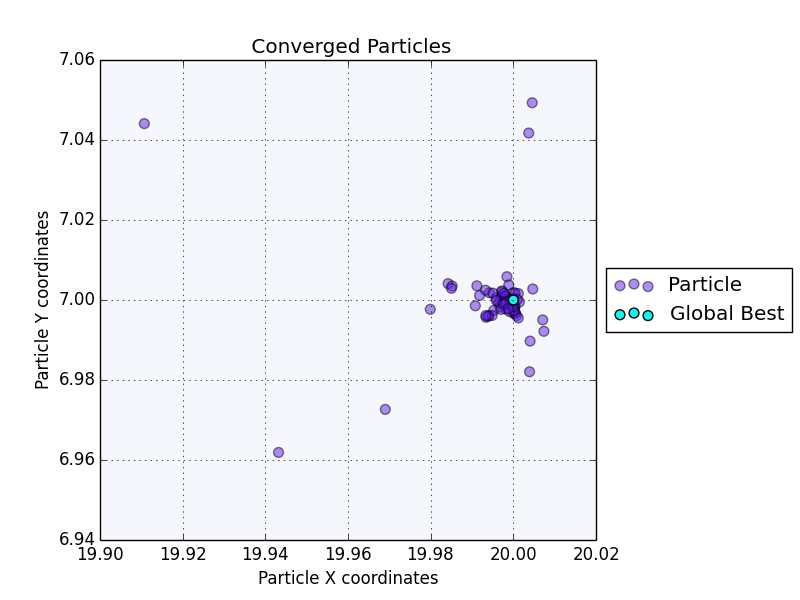 Converged Particles
7.06
7.04
7.02
7.00
6.98
6.96
6.94
Particle Y coordinates
19.90 19.92 19.94 19.96 19.98 20.00 20.02
Particle X coordinates
Particle
Global Best